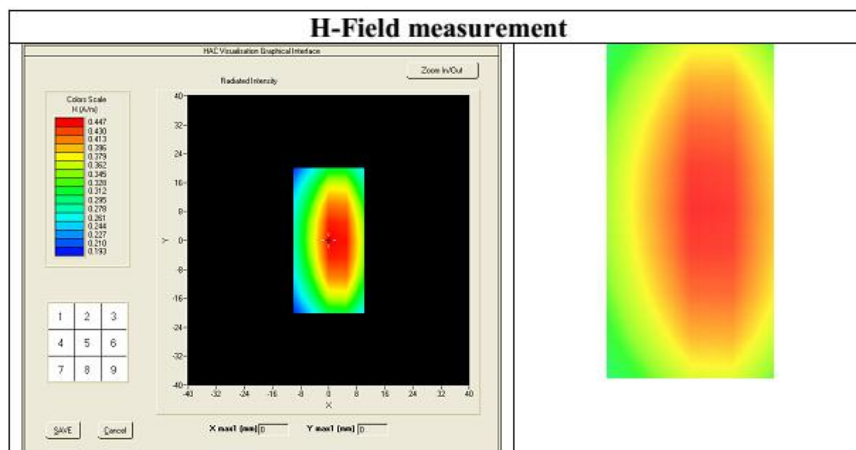 H-Field measurement
HAC Visualisation Graphical Interface
Zoom In/Out
Radiated Intensity
Colors Scale
H (A/m)
0.447
0.430
0.413
0.396
0.379
0.362
0.345
0.328
0.312
0.295
0.278
0.261
0.244
0.227
0.210
0.193
40
32
24
16
8
0
-8
-16
-24
-32
-40
Y
-40 -32 -24 -16 -8 0 8 16 24 32 40
X
1 2 3
4 5 6
7 8 9
SAVE Cancel X max1 (mm) 0 Y max1 (mm) 0